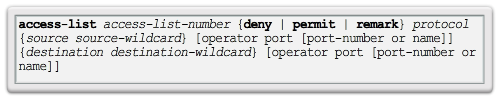 access-list access-list-number {deny | permit | remark} protocol
{source source-wildcard} [operator port [port-number or name]]
{destination destination-wildcard} [operator port [port-number or
name]]